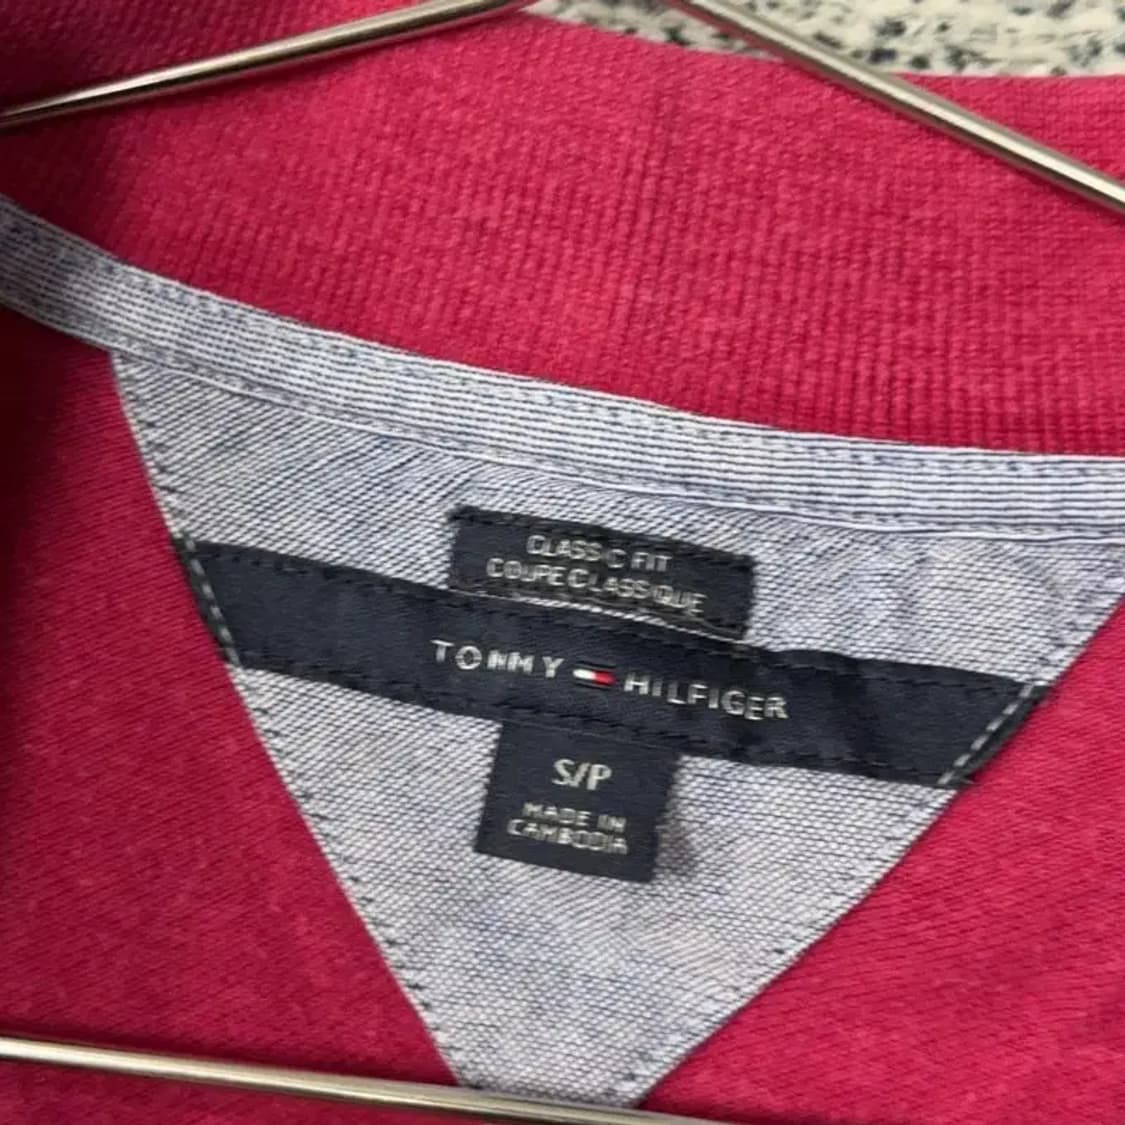 CLASSIC FIT
COUPE CLASSIQUE
TOMMY HILFIGER
S/P
MADE IN
CAMBODIA